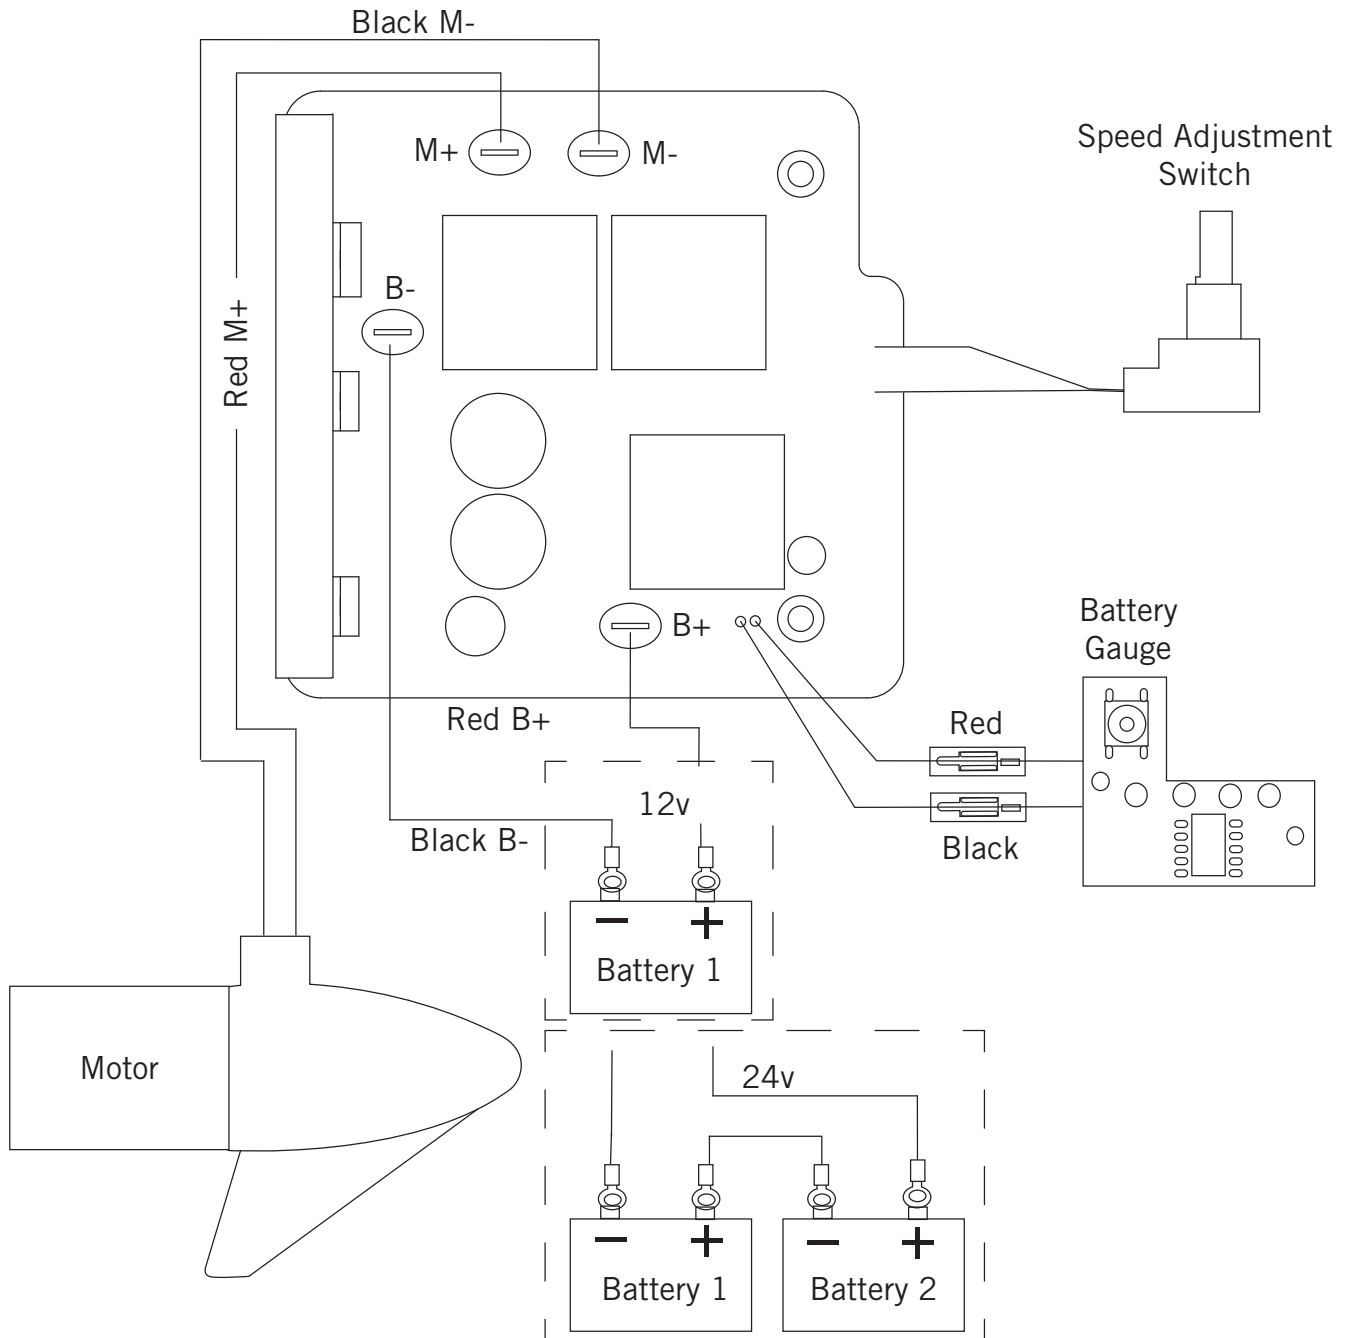 Black M-
M+
M-
Speed Adjustment
Switch
B-
Red M+
B+
Battery
Gauge
Red B+
Red
12v
Black B-
Black
Battery 1
Motor
24v
Battery 1
Battery 2